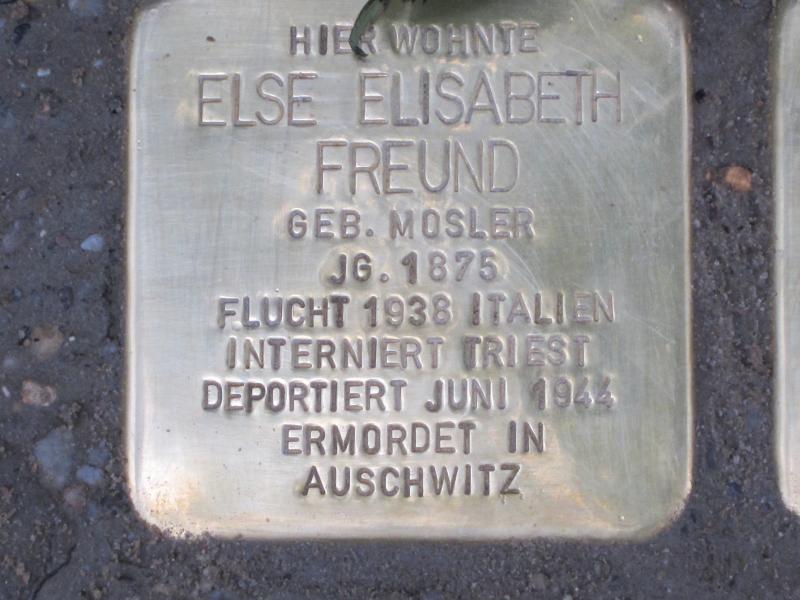 HIER WOHNTE
ELSE ELISABETH
FREUND
GEB. MOSLER
JG. 1875
FLUCHT 1938 ITALIEN
INTERNIERT TRIEST
DEPORTIERT JUNI 1944
ERMORDET IN
AUSCHWITZ